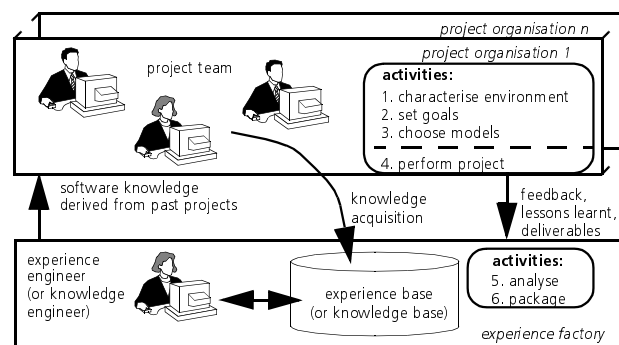 project organisation n
project organisation 1
project team
activities:
1. characterise environment
2. set goals
3. choose models
4. perform project
software knowledge
derived from past projects
knowledge
acquisition
feedback,
lessons learnt,
deliverables
experience
engineer
(or knowledge
engineer)
experience base
(or knowledge base)
activities:
5. analyse
6. package
experience factory